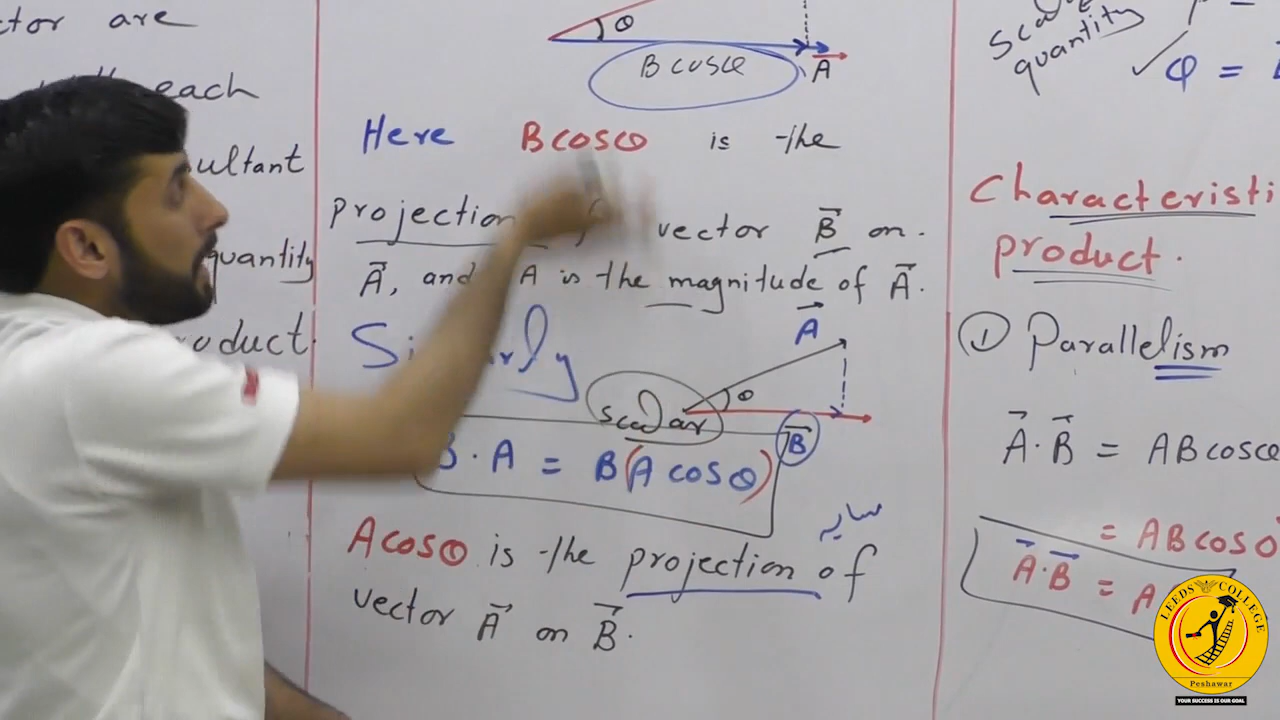 ctor are
each
ultant
quantity
roduct.
θ
B cosθ
A
Here Bcosθ is the
projection vector B⃗ on.
A⃗, and A is the magnitude of A⃗.
A⃗
θ
scalar
B⃗
B · A = B(A cosθ)
سایہ
Acosθ is the projection of
vector A⃗ on B⃗.
quantity
φ =
Characteristi
product.
① Parallelism
A⃗·B⃗ = ABcosθ
= ABcos0
A⃗·B⃗ = A
LEEDS COLLEGE
Peshawar
YOUR SUCCESS IS OUR GOAL